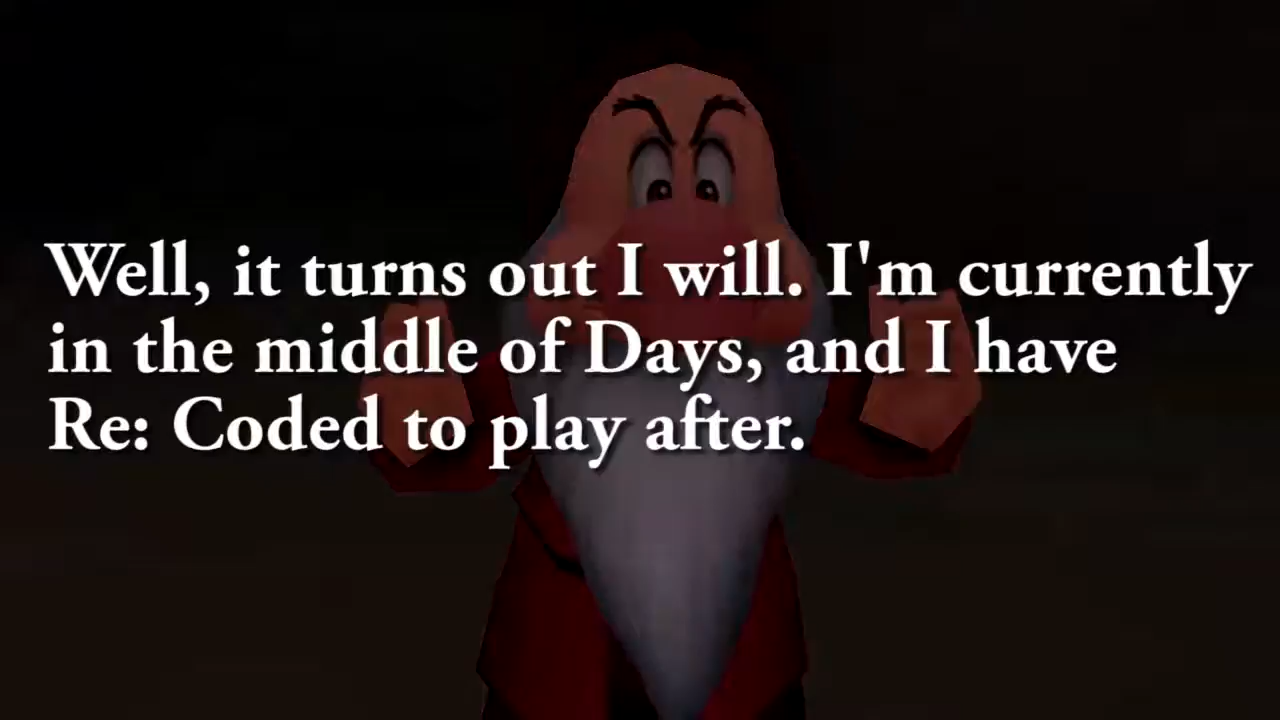 Well, it turns out I will. I'm currently
in the middle of Days, and I have
Re: Coded to play after.